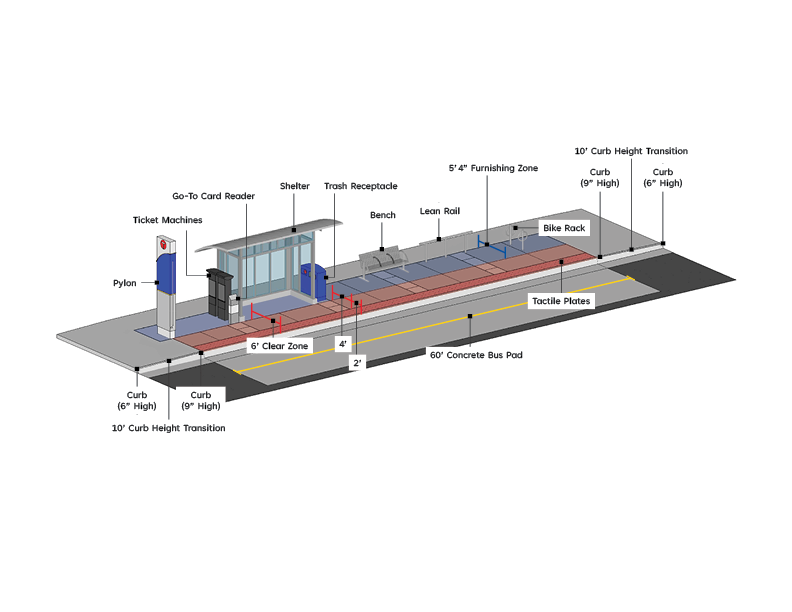 10’ Curb Height Transition
5’ 4” Furnishing Zone
Curb
(9” High)
Curb
(6” High)
Go-To Card Reader
Shelter
Trash Receptacle
Ticket Machines
Bench
Lean Rail
Bike Rack
Pylon
Tactile Plates
6’ Clear Zone
4’
2’
60’ Concrete Bus Pad
Curb
(6” High)
Curb
(9” High)
10’ Curb Height Transition